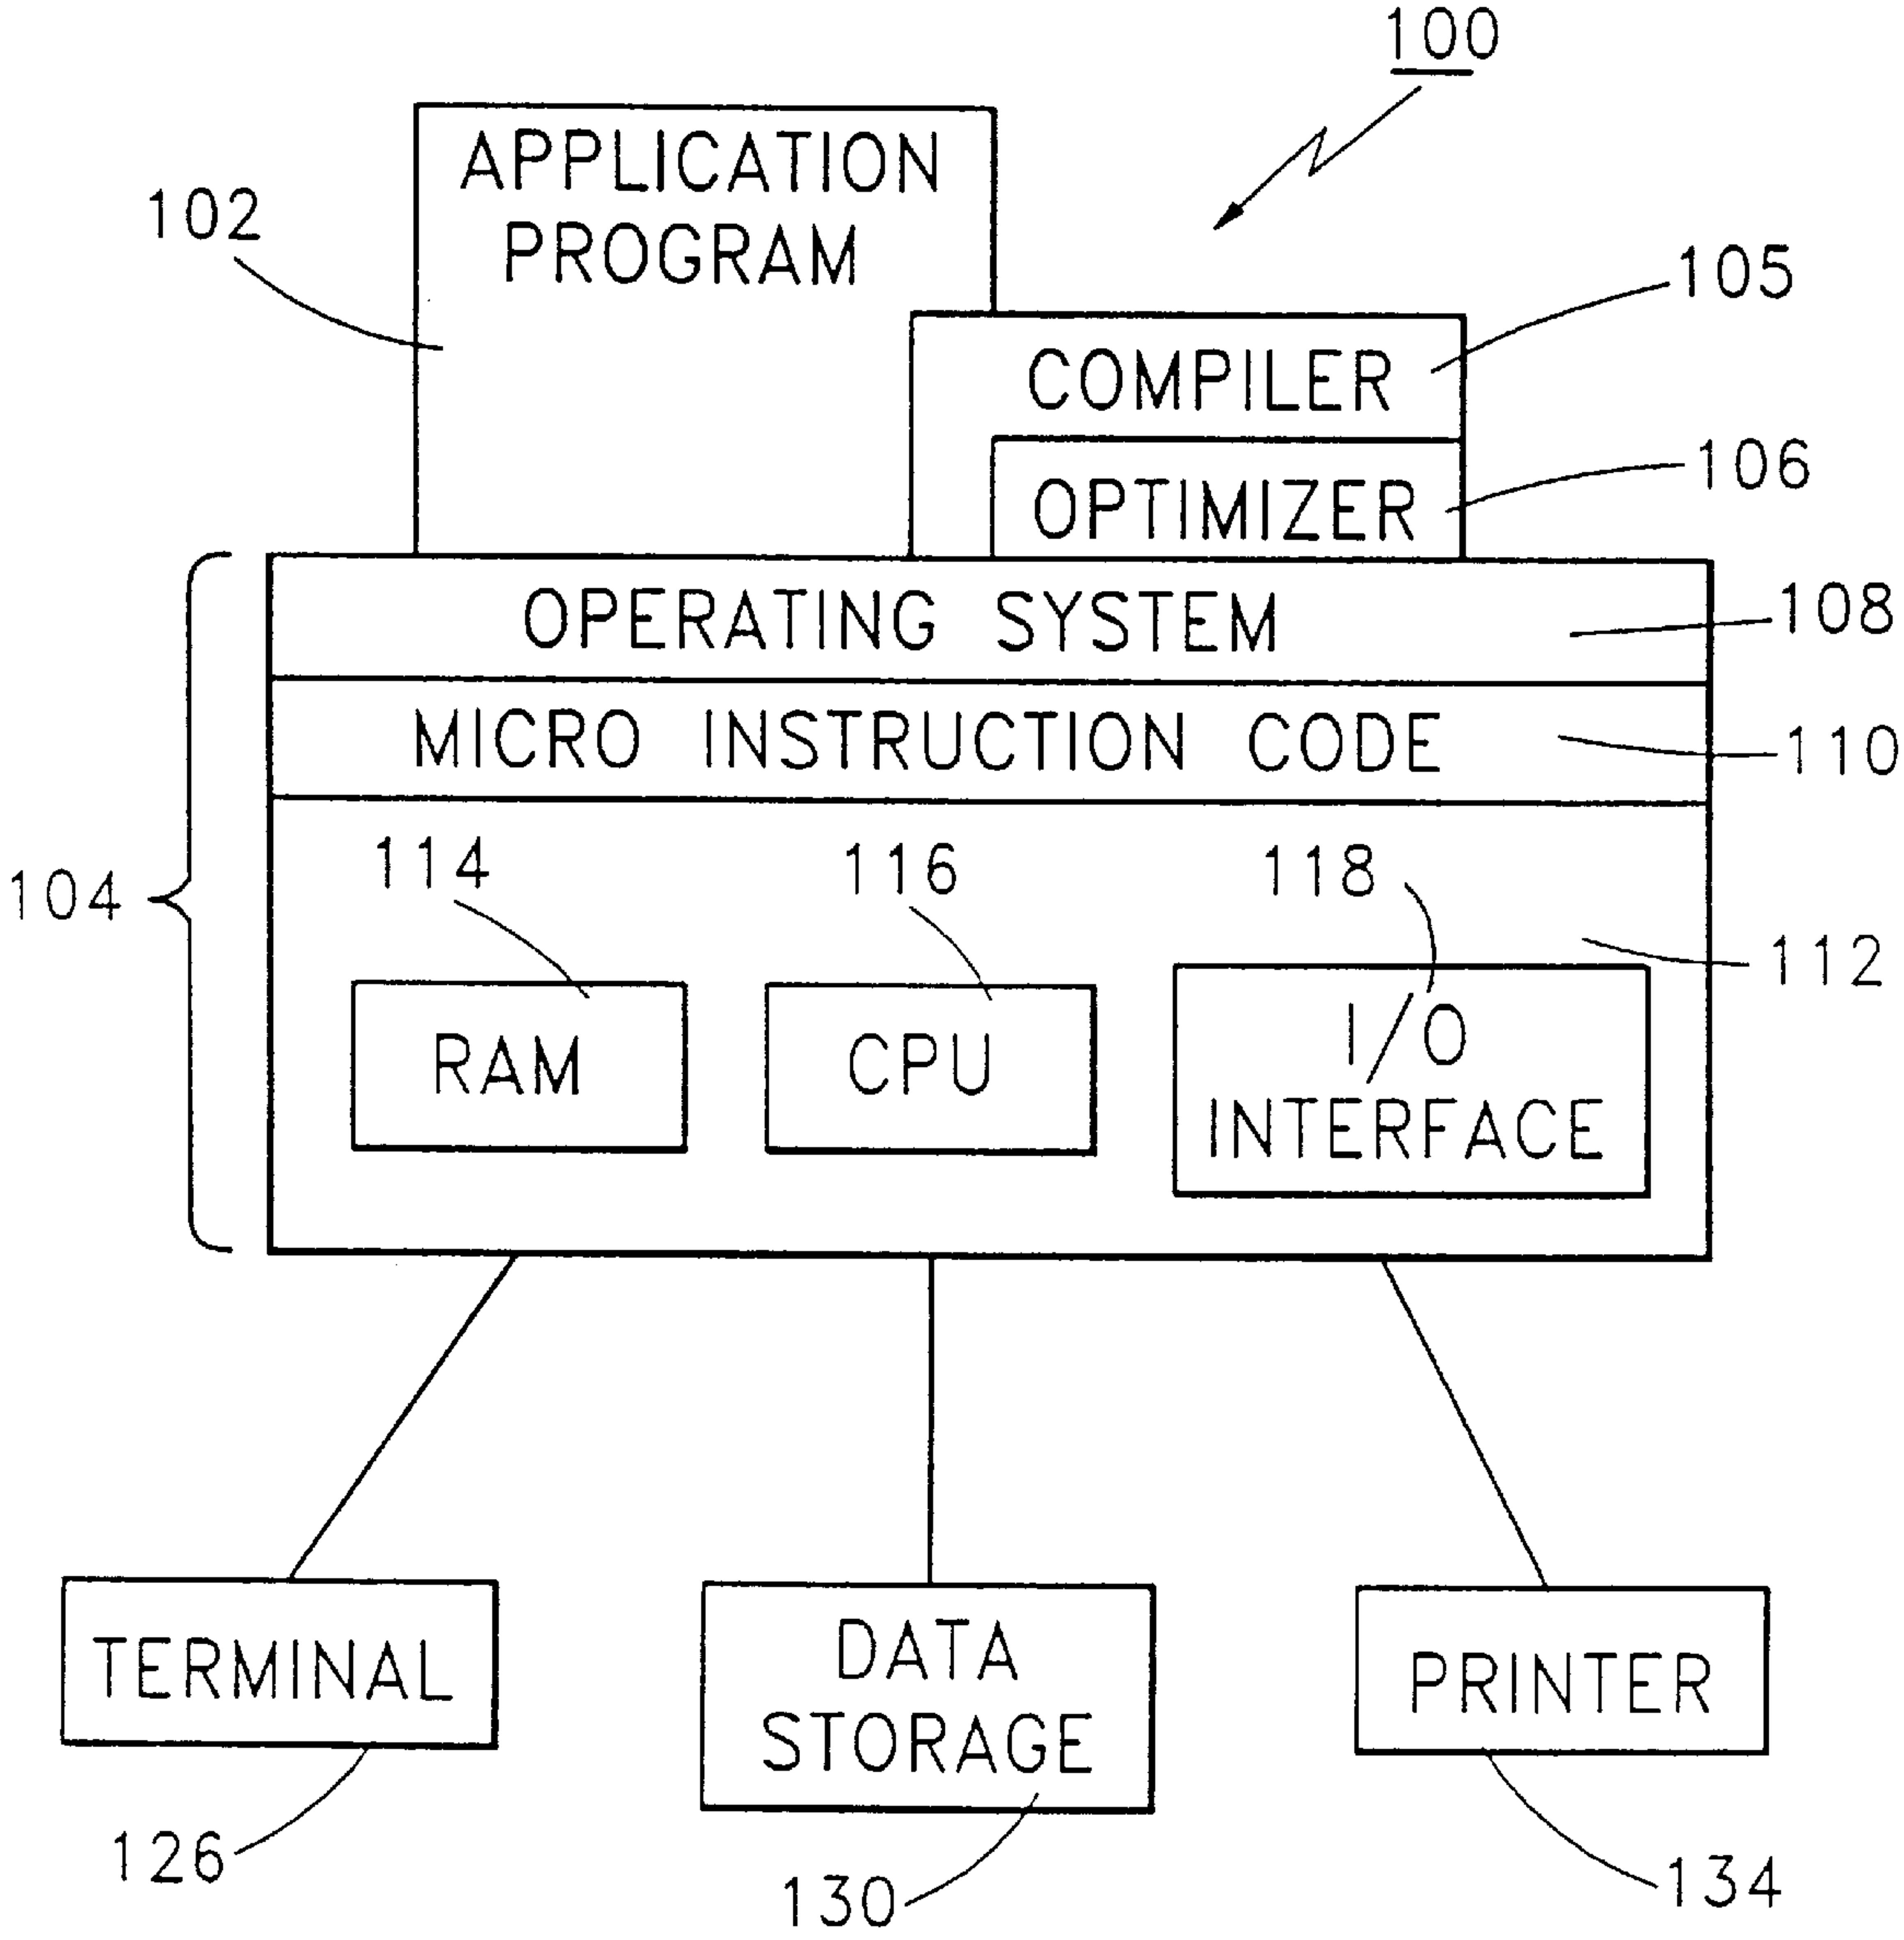 100
APPLICATION
PROGRAM
102
105
COMPILER
106
OPTIMIZER
OPERATING SYSTEM
108
MICRO INSTRUCTION CODE
110
104
114
116
118
112
RAM
CPU
I/O
INTERFACE
TERMINAL
DATA
STORAGE
PRINTER
126
130
134